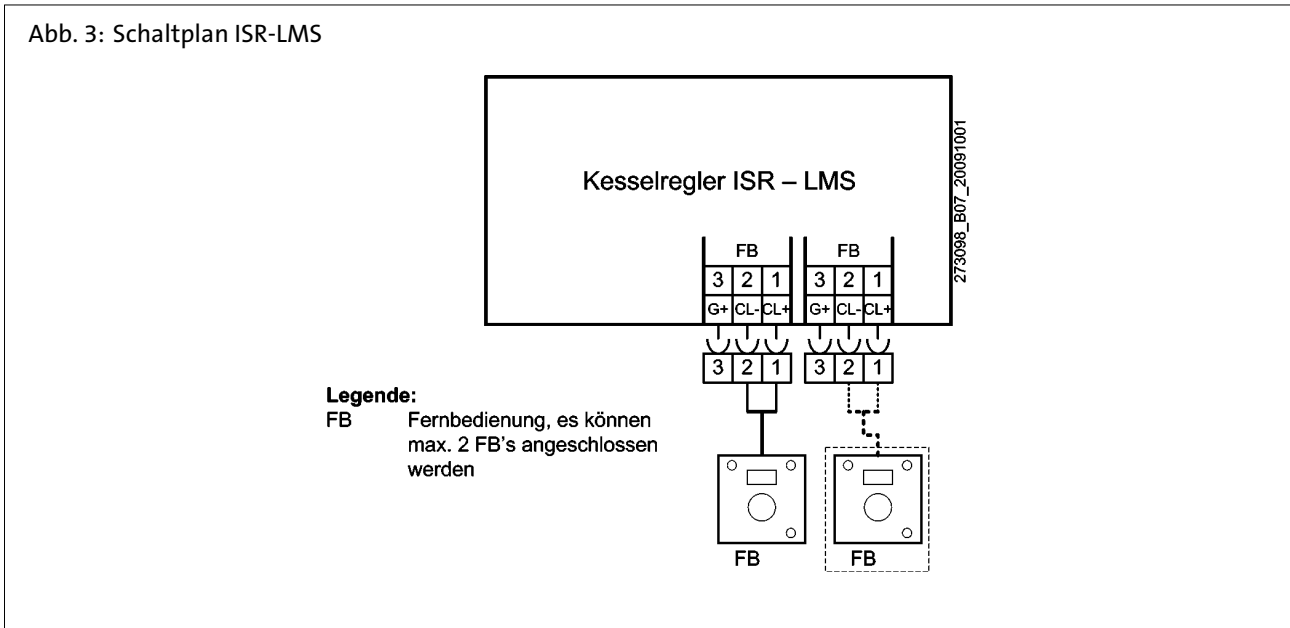 Abb. 3: Schaltplan ISR-LMS
Kesselregler ISR – LMS
273098_B07_20091001
FB FB
3 2 1 3 2 1
G+ CL- CL+ G+ CL- CL+
3 2 1 3 2 1
Legende:
FB Fernbedienung, es können
max. 2 FB's angeschlossen
werden
FB FB